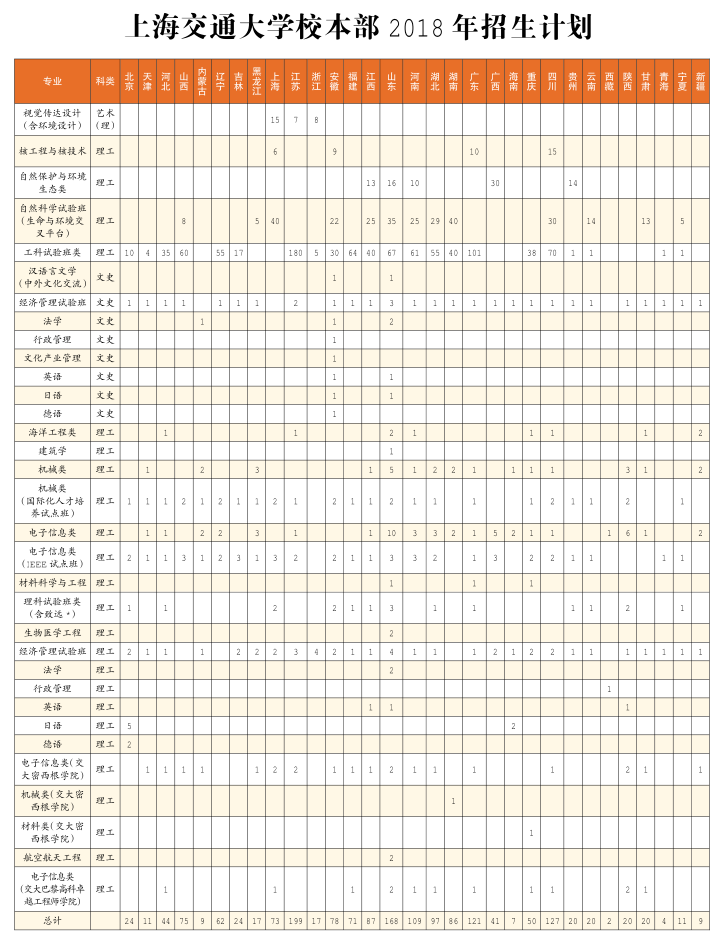 上海交通大学校本部 2018 年招生计划
专业 科类 北京 天津 河北 山西 内蒙古 辽宁 吉林 黑龙江 上海 江苏 浙江 安徽 福建 江西 山东 河南 湖北 湖南 广东 广西 海南 重庆 四川 贵州 云南 西藏 陕西 甘肃 青海 宁夏 新疆
视觉传达设计（含环境设计） 艺术（理） 15 7 8
核工程与核技术 理工 6 9 10 15
自然保护与环境生态类 理工 13 16 10 30 14
自然科学试验班（生命与环境交叉平台） 理工 8 5 40 22 25 35 25 29 40 30 14 13 5
工科试验班类 理工 10 4 35 60 55 17 180 5 30 64 40 67 61 55 40 101 38 70 1 1 1 1
汉语言文学（中外文化交流） 文史 1 1
经济管理试验班 文史 1 1 1 1 1 1 1 2 1 1 1 3 1 1 1 1 1 1 1 1 1 1 1 1 1 1 1
法学 文史 1 1 2
行政管理 文史 1
文化产业管理 文史 1
英语 文史 1 1
日语 文史 1 1
德语 文史 1
海洋工程类 理工 1 1 2 1 1 1 1 2
建筑学 理工 1
机械类 理工 1 2 3 1 5 1 2 2 1 1 1 1 3 1 2
机械类（国际化人才培养试点班） 理工 1 1 1 2 1 2 1 1 2 1 2 1 1 2 1 1 1 1 2 1 1 2 1
电子信息类 理工 1 1 2 2 3 1 1 10 3 3 2 1 5 2 1 1 1 6 1 2
电子信息类（IEEE 试点班） 理工 2 1 1 3 1 2 3 1 3 2 2 1 1 3 3 2 1 3 2 2 1 1 1 1
材料科学与工程 理工 1 1 1
理科试验班类（含致远*） 理工 1 1 2 2 1 1 3 1 1 1 1 2 1
生物医学工程 理工 2
经济管理试验班 理工 2 1 1 1 2 2 2 3 4 2 1 1 4 1 1 1 2 1 2 2 1 1 1 1 1 1 1
法学 理工 2
行政管理 理工 1
英语 理工 1 1 1
日语 理工 5 2
德语 理工 2
电子信息类（交大密西根学院） 理工 1 1 1 1 1 2 2 1 1 1 2 1 1 1 1 2 1 1
机械类（交大密西根学院） 理工 1
材料类（交大密西根学院） 理工 1
航空航天工程 理工 2
电子信息类（交大巴黎高科卓越工程师学院） 理工 1 1 1 2 1 1 1 1 1 2 1
总计 24 11 44 75 9 62 24 17 73 199 17 78 71 87 168 109 97 86 121 41 7 50 127 20 20 2 20 20 4 11 9